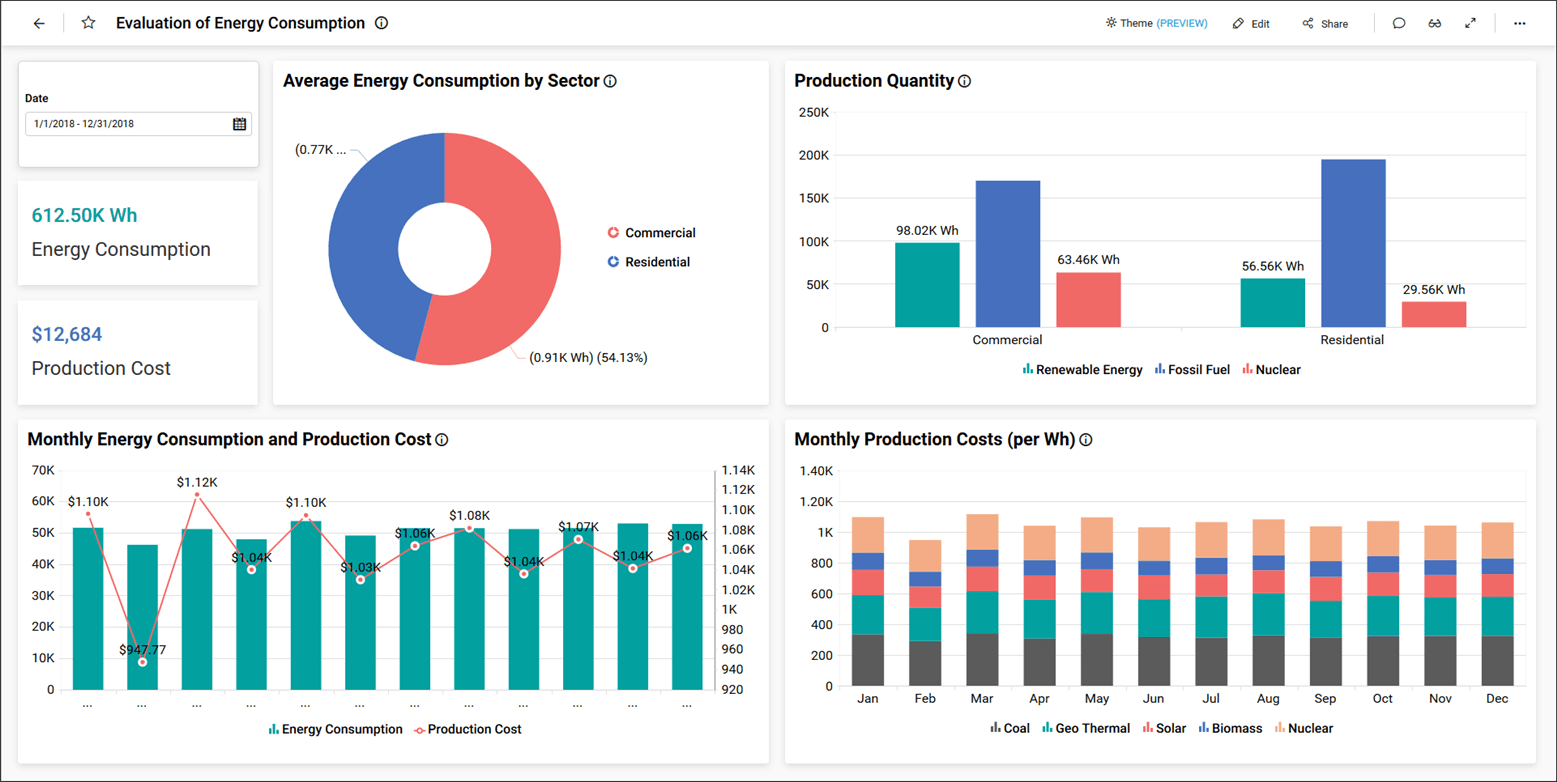 Evaluation of Energy Consumption
Theme (PREVIEW)
Edit
Share
Date
1/1/2018 - 12/31/2018
612.50K Wh
Energy Consumption
$12,684
Production Cost
Average Energy Consumption by Sector
(0.77K ...
(0.91K Wh) (54.13%)
Commercial
Residential
Production Quantity
250K
200K
150K
100K
50K
0
98.02K Wh
63.46K Wh
56.56K Wh
29.56K Wh
Commercial
Residential
Renewable Energy
Fossil Fuel
Nuclear
Monthly Energy Consumption and Production Cost
70K
60K
50K
40K
30K
20K
10K
0
$1.10K
$947.77
$1.12K
$1.04K
$1.10K
$1.03K
$1.06K
$1.08K
$1.04K
$1.07K
$1.04K
$1.06K
1.14K
1.12K
1.10K
1.08K
1.06K
1.04K
1.02K
1K
980
960
940
920
... ... ... ... ... ... ... ... ... ... ... ...
Energy Consumption
Production Cost
Monthly Production Costs (per Wh)
1.40K
1.20K
1K
800
600
400
200
0
Jan Feb Mar Apr May Jun Jul Aug Sep Oct Nov Dec
Coal
Geo Thermal
Solar
Biomass
Nuclear